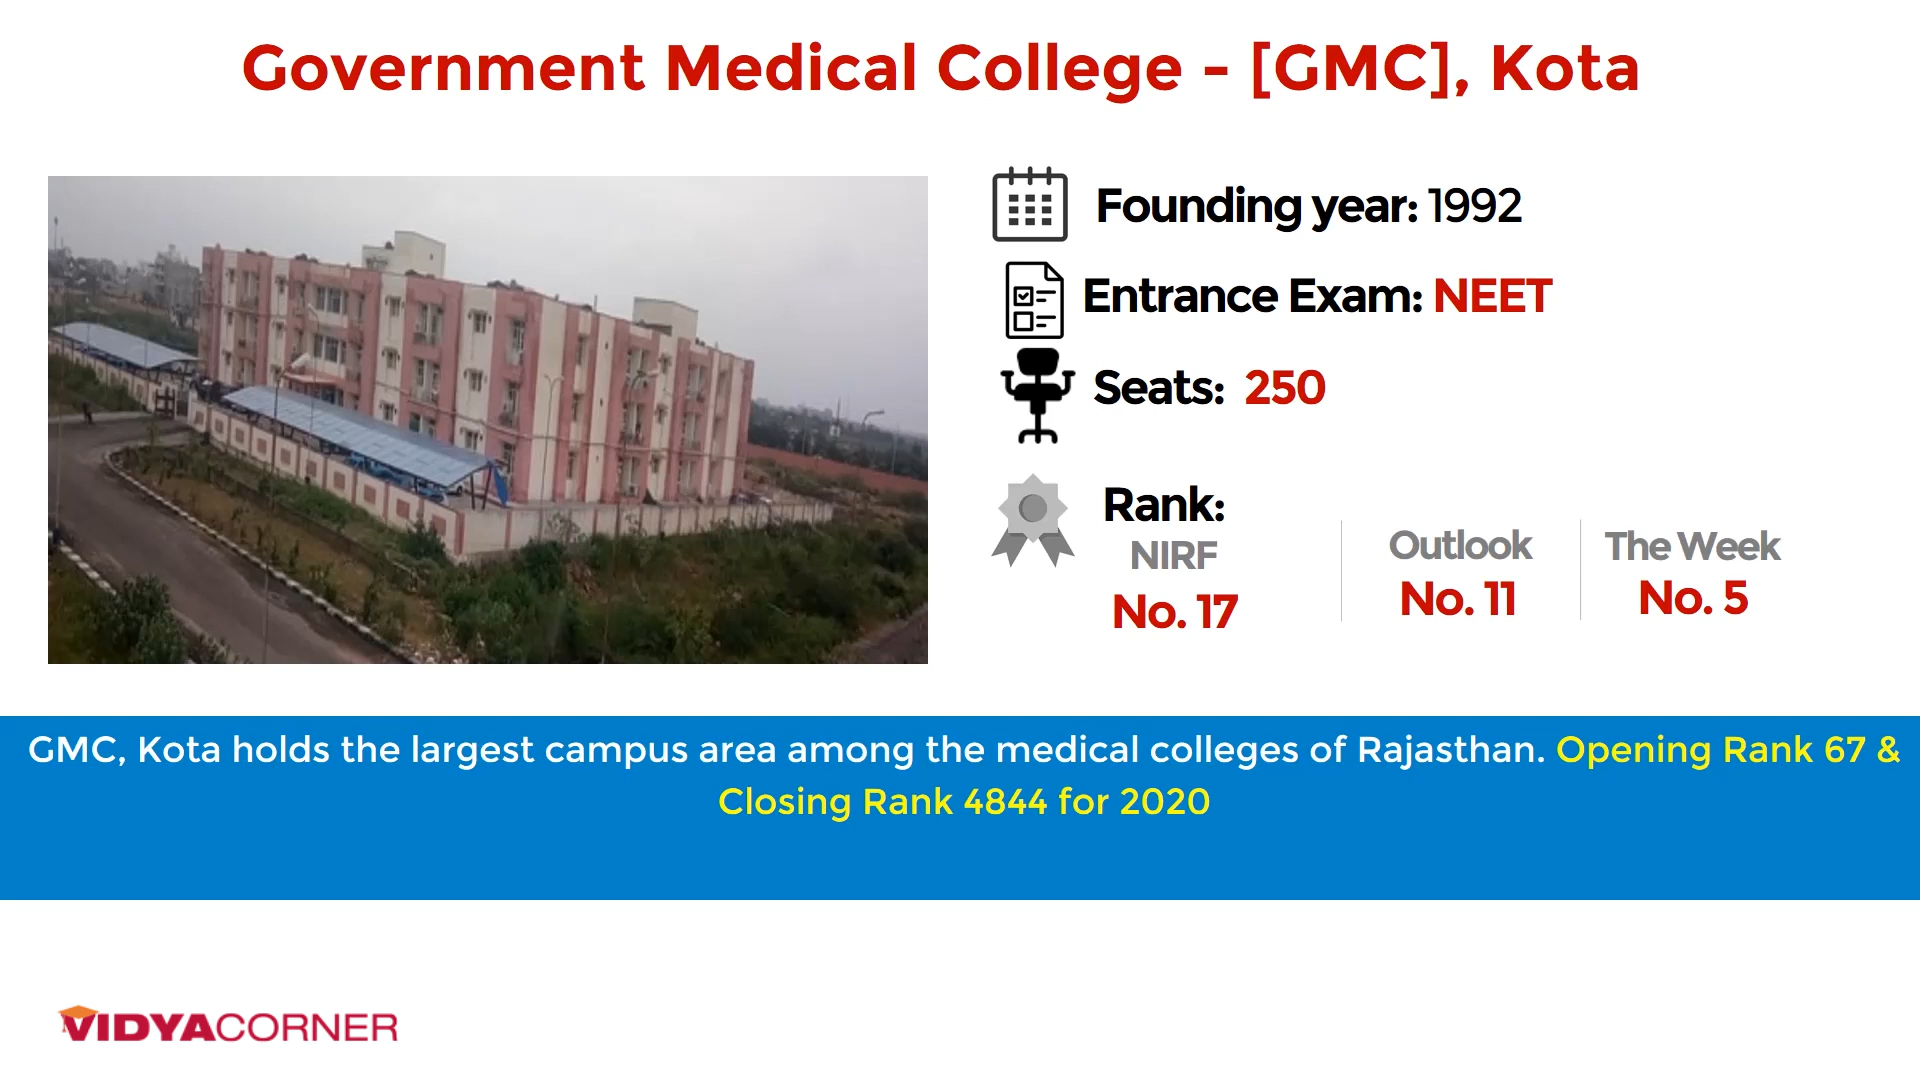 Government Medical College - [GMC], Kota
Founding year: 1992
Entrance Exam: NEET
Seats: 250
Rank:
NIRF
No. 17
Outlook
No. 11
The Week
No. 5
GMC, Kota holds the largest campus area among the medical colleges of Rajasthan. Opening Rank 67 &
Closing Rank 4844 for 2020
VIDYACORNER